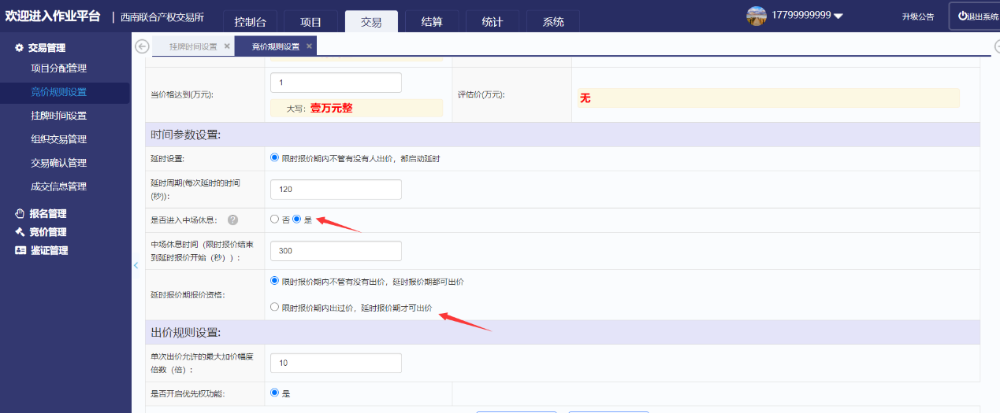 欢迎进入作业平台 | 西南联合产权交易所
控制台 项目 交易 结算 统计 系统
17799999999 升级公告 退出系统
交易管理
项目分配管理
竞价规则设置
挂牌时间设置
组织交易管理
交易确认管理
成交信息管理
报名管理
竞价管理
鉴证管理
挂牌时间设置 × 竞价规则设置 ×
当价格达到(万元):
1
大写：壹万元整
评估价(万元):
无
时间参数设置:
延时设置:
限时报价期内不管有没有人出价，都启动延时
延时周期(每次延时的时间
(秒)):
120
是否进入中场休息: ?
否 是
中场休息时间（限时报价结束
到延时报价开始（秒））:
300
延时报价期报价资格:
限时报价期内不管有没有出价，延时报价期都可出价
限时报价期内出过价，延时报价期才可出价
出价规则设置:
单次出价允许的最大加价幅度
倍数（倍）:
10
是否开启优先权功能:
是